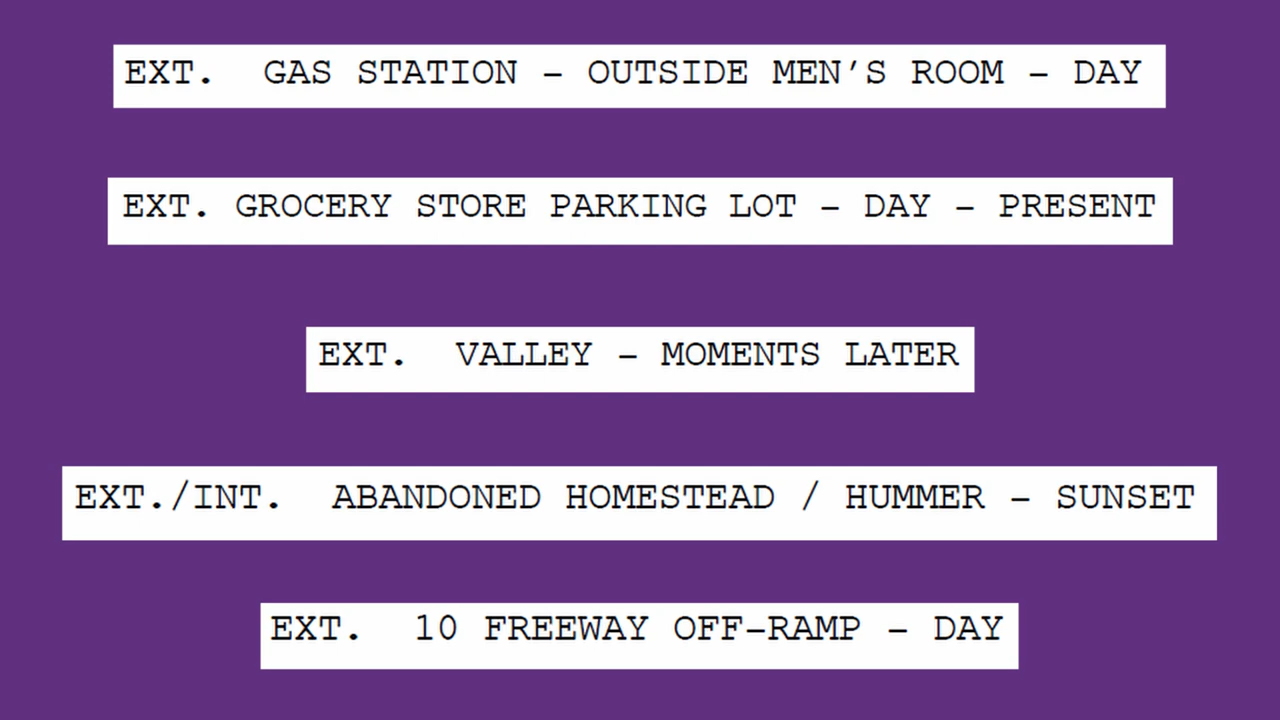 EXT.  GAS STATION – OUTSIDE MEN’S ROOM – DAY
EXT. GROCERY STORE PARKING LOT – DAY – PRESENT
EXT.  VALLEY – MOMENTS LATER
EXT./INT.  ABANDONED HOMESTEAD / HUMMER – SUNSET
EXT.  10 FREEWAY OFF-RAMP – DAY